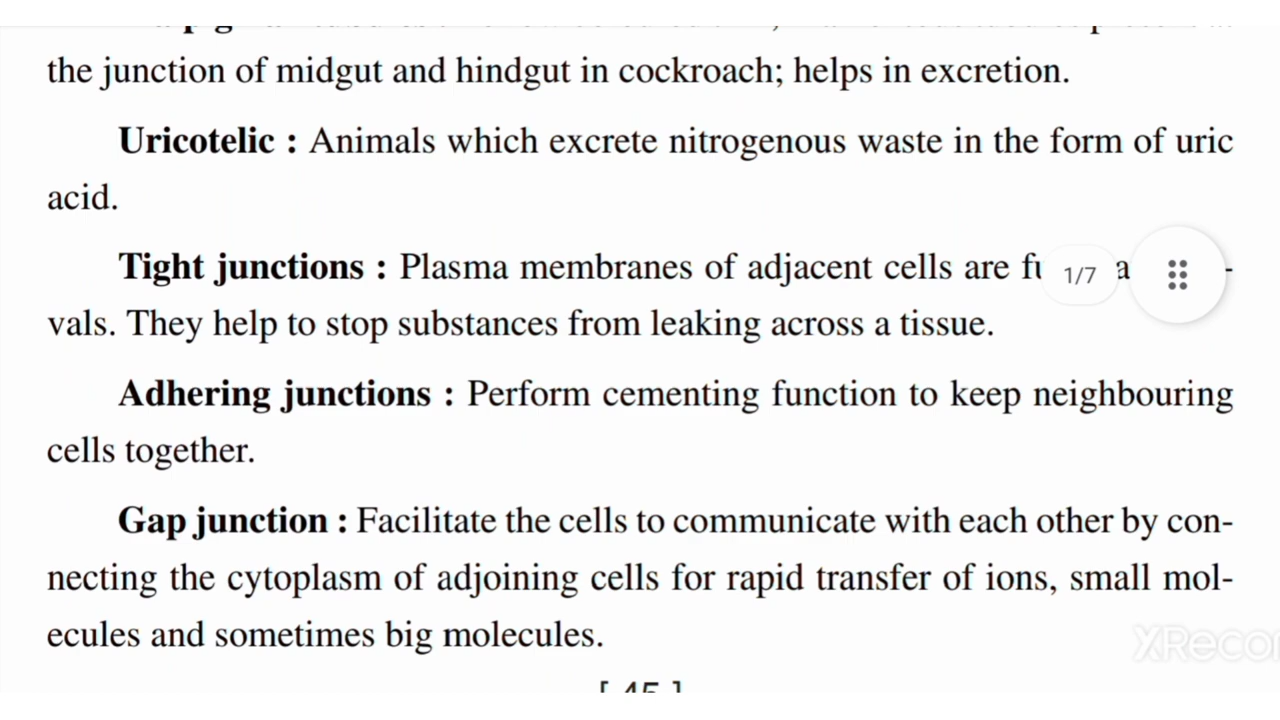 the junction of midgut and hindgut in cockroach; helps in excretion.
Uricotelic : Animals which excrete nitrogenous waste in the form of uric
acid.
Tight junctions : Plasma membranes of adjacent cells are
1/7
vals. They help to stop substances from leaking across a tissue.
Adhering junctions : Perform cementing function to keep neighbouring
cells together.
Gap junction : Facilitate the cells to communicate with each other by con-
necting the cytoplasm of adjoining cells for rapid transfer of ions, small mol-
ecules and sometimes big molecules.
XRecor
[ 45 ]